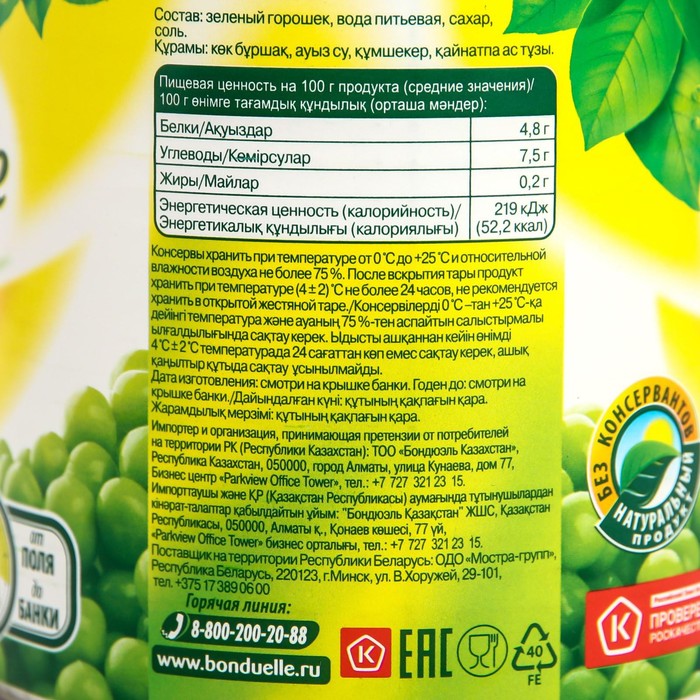 Состав: зеленый горошек, вода питьевая, сахар,
соль.
Құрамы: көк бұршақ, ауыз су, құмшекер, қайнатпа ас тұзы.
Пищевая ценность на 100 г продукта (средние значения)/
100 г өнімге тағамдық құндылық (орташа мәндер):
Белки/Ақуыздар 4,8 г
Углеводы/Көмірсулар 7,5 г
Жиры/Майлар 0,2 г
Энергетическая ценность (калорийность)/ 219 кДж
Энергетикалық құндылығы (калориялығы) (52,2 ккал)
Консервы хранить при температуре от 0 °С до +25 °С и относительной
влажности воздуха не более 75 %. После вскрытия тары продукт
хранить при температуре (4 ± 2) °С не более 24 часов, не рекомендуется
хранить в открытой жестяной таре./Консервілерді 0 °С –тан +25 °С-қа
дейінгі температура және ауаның 75 %-тен аспайтын салыстырмалы
ылғалдылығында сақтау керек. Ыдысты ашқаннан кейін өнімді
4 °С ± 2 °С температурада 24 сағаттан көп емес сақтау керек, ашық
қаңылтыр құтыда сақтау ұсынылмайды.
Дата изготовления: смотри на крышке банки. Годен до: смотри на
крышке банки./Дайындалған күні: құтының қақпағын қара.
Жарамдылық мерзімі: құтының қақпағын қара.
Импортер и организация, принимающая претензии от потребителей
на территории РК (Республики Казахстан): ТОО «Бондюэль Казахстан»,
Республика Казахстан, 050000, город Алматы, улица Кунаева, дом 77,
Бизнес центр «Parkview Office Tower», тел.: +7 727 321 23 15.
Импорттаушы және ҚР (Қазақстан Республикасы) аумағында тұтынушылардан
кінәрат-талаптар қабылдайтын ұйым: "Бондюэль Казахстан" ЖШС, Қазақстан
Республикасы, 050000, Алматы қ., Қонаев көшесі, 77 үй,
«Parkview Office Tower» бизнес орталығы, тел.: +7 727 321 23 15.
Поставщик на территории Республики Беларусь: ОДО «Мостра-групп»,
Республика Беларусь, 220123, г.Минск, ул. В.Хоружей, 29-101,
тел. +375 17 389 06 00
Горячая линия:
8-800-200-20-88
www.bonduelle.ru
К
ЕАС
40
FE
от
ПОЛЯ
до
БАНКИ
БЕЗ КОНСЕРВАНТОВ
НАТУРАЛЬНЫЙ
ПРОДУКТ
К